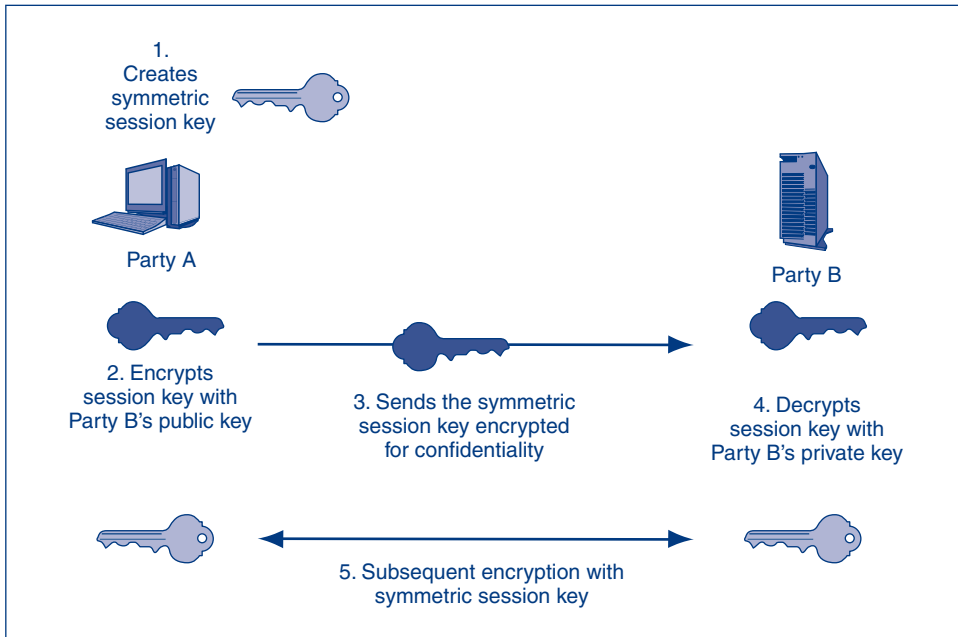 1.
Creates
symmetric
session key
Party A
Party B
2. Encrypts
session key with
Party B's public key
3. Sends the symmetric
session key encrypted
for confidentiality
4. Decrypts
session key with
Party B's private key
5. Subsequent encryption with
symmetric session key